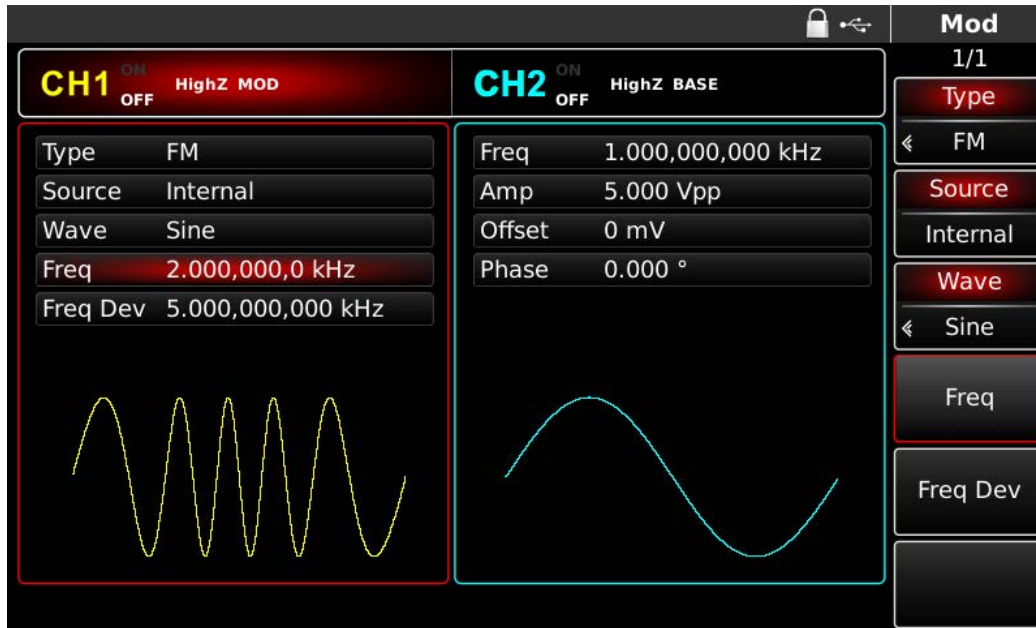 Mod
1/1
CH1 ON OFF HighZ MOD
CH2 ON OFF HighZ BASE
Type FM
Source Internal
Wave Sine
Freq 2.000,000,0 kHz
Freq Dev 5.000,000,000 kHz
Freq 1.000,000,000 kHz
Amp 5.000 Vpp
Offset 0 mV
Phase 0.000 °
Type
FM
Source
Internal
Wave
Sine
Freq
Freq Dev